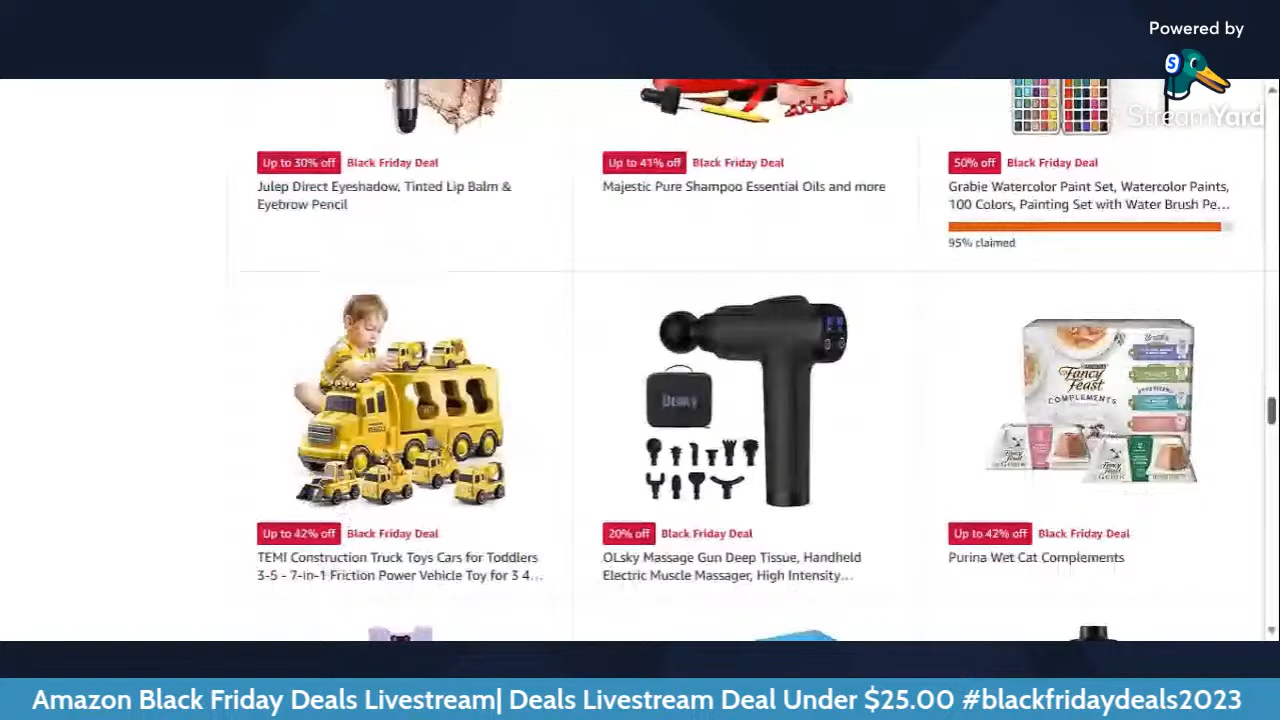 Powered by
S
StreamYard
Up to 30% off Black Friday Deal
Julep Direct Eyeshadow, Tinted Lip Balm &
Eyebrow Pencil
Up to 41% off Black Friday Deal
Majestic Pure Shampoo Essential Oils and more
50% off Black Friday Deal
Grabie Watercolor Paint Set, Watercolor Paints,
100 Colors, Painting Set with Water Brush Pe...
95% claimed
Fancy
Feast
COMPLEMENTS
Up to 42% off Black Friday Deal
TEMI Construction Truck Toys Cars for Toddlers
3-5 - 7-in-1 Friction Power Vehicle Toy for 3 4...
20% off Black Friday Deal
OLsky Massage Gun Deep Tissue, Handheld
Electric Muscle Massager, High Intensity...
Up to 42% off Black Friday Deal
Purina Wet Cat Complements
Amazon Black Friday Deals Livestream| Deals Livestream Deal Under $25.00 #blackfridaydeals2023